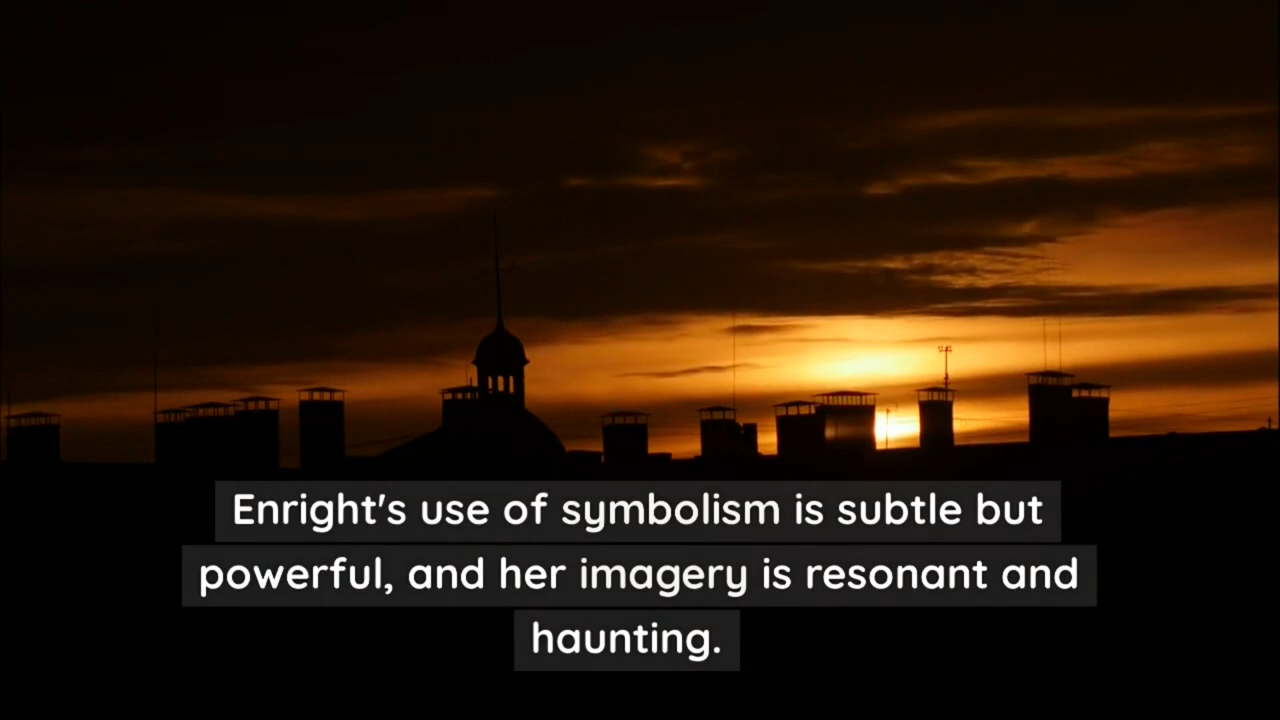 Enright's use of symbolism is subtle but
powerful, and her imagery is resonant and
haunting.